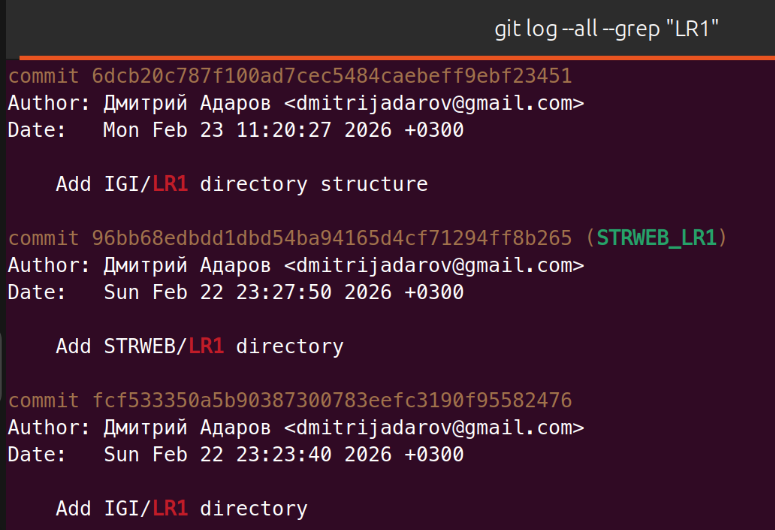 git log --all --grep "LR1"
commit 6dcb20c787f100ad7cec5484caebeff9ebf23451
Author: Дмитрий Адаров <dmitrijadarov@gmail.com>
Date:   Mon Feb 23 11:20:27 2026 +0300
Add IGI/LR1 directory structure
commit 96bb68edbdd1dbd54ba94165d4cf71294ff8b265 (STRWEB_LR1)
Author: Дмитрий Адаров <dmitrijadarov@gmail.com>
Date:   Sun Feb 22 23:27:50 2026 +0300
Add STRWEB/LR1 directory
commit fcf533350a5b90387300783eefc3190f95582476
Author: Дмитрий Адаров <dmitrijadarov@gmail.com>
Date:   Sun Feb 22 23:23:40 2026 +0300
Add IGI/LR1 directory